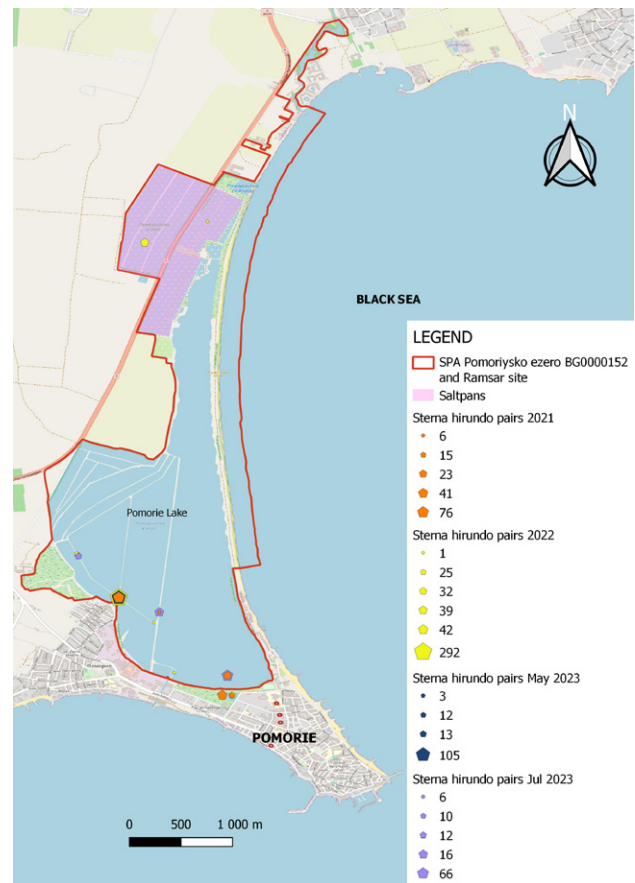 N
BLACK SEA
LEGEND
SPA Pomoriysko ezero BG0000152
and Ramsar site
Saltpans
Sterna hirundo pairs 2021
6
15
23
41
76
Sterna hirundo pairs 2022
1
25
32
39
42
292
Sterna hirundo pairs May 2023
3
12
13
105
Sterna hirundo pairs Jul 2023
6
10
12
16
66
Pomorie Lake
POMORIE
0 500 1 000 m